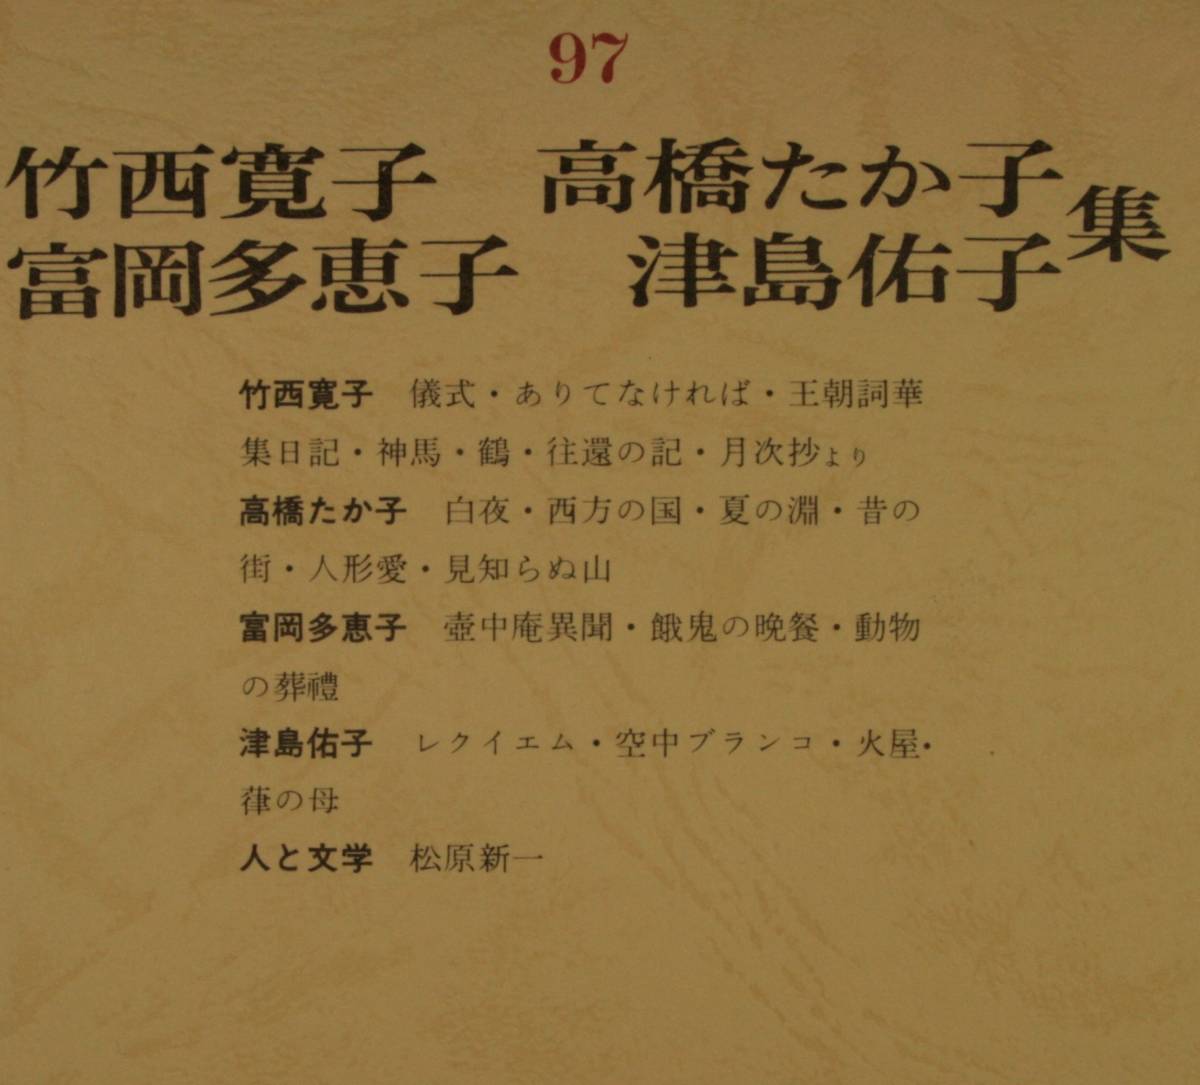 97
竹西寛子 高橋たか子
富岡多恵子 津島佑子 集
竹西寛子 儀式・ありてなければ・王朝詞華
集日記・神馬・鶴・往還の記・月次抄より
高橋たか子 白夜・西方の国・夏の淵・昔の
街・人形愛・見知らぬ山
富岡多恵子 壺中庵異聞・餓鬼の晩餐・動物
の葬禮
津島佑子 レクイエム・空中ブランコ・火屋・
葎の母
人と文学 松原新一